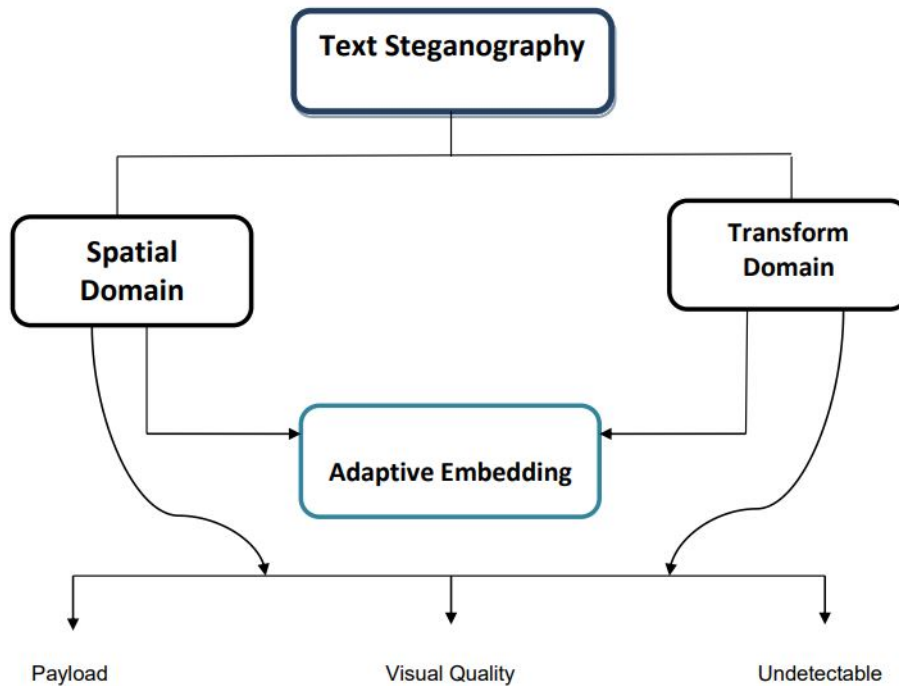 Text Steganography
Spatial
Domain
Transform
Domain
Adaptive Embedding
Payload
Visual Quality
Undetectable